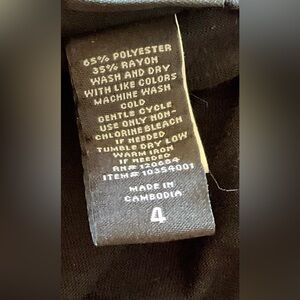 65% POLYESTER
35% RAYON
WASH AND DRY
WITH LIKE COLORS
MACHINE WASH
COLD
GENTLE CYCLE
USE ONLY NON-
CHLORINE BLEACH
IF NEEDED
TUMBLE DRY LOW
WARM IRON
IF NEEDED
RN# 120684
ITEM# 10354001
MADE IN
CAMBODIA
4